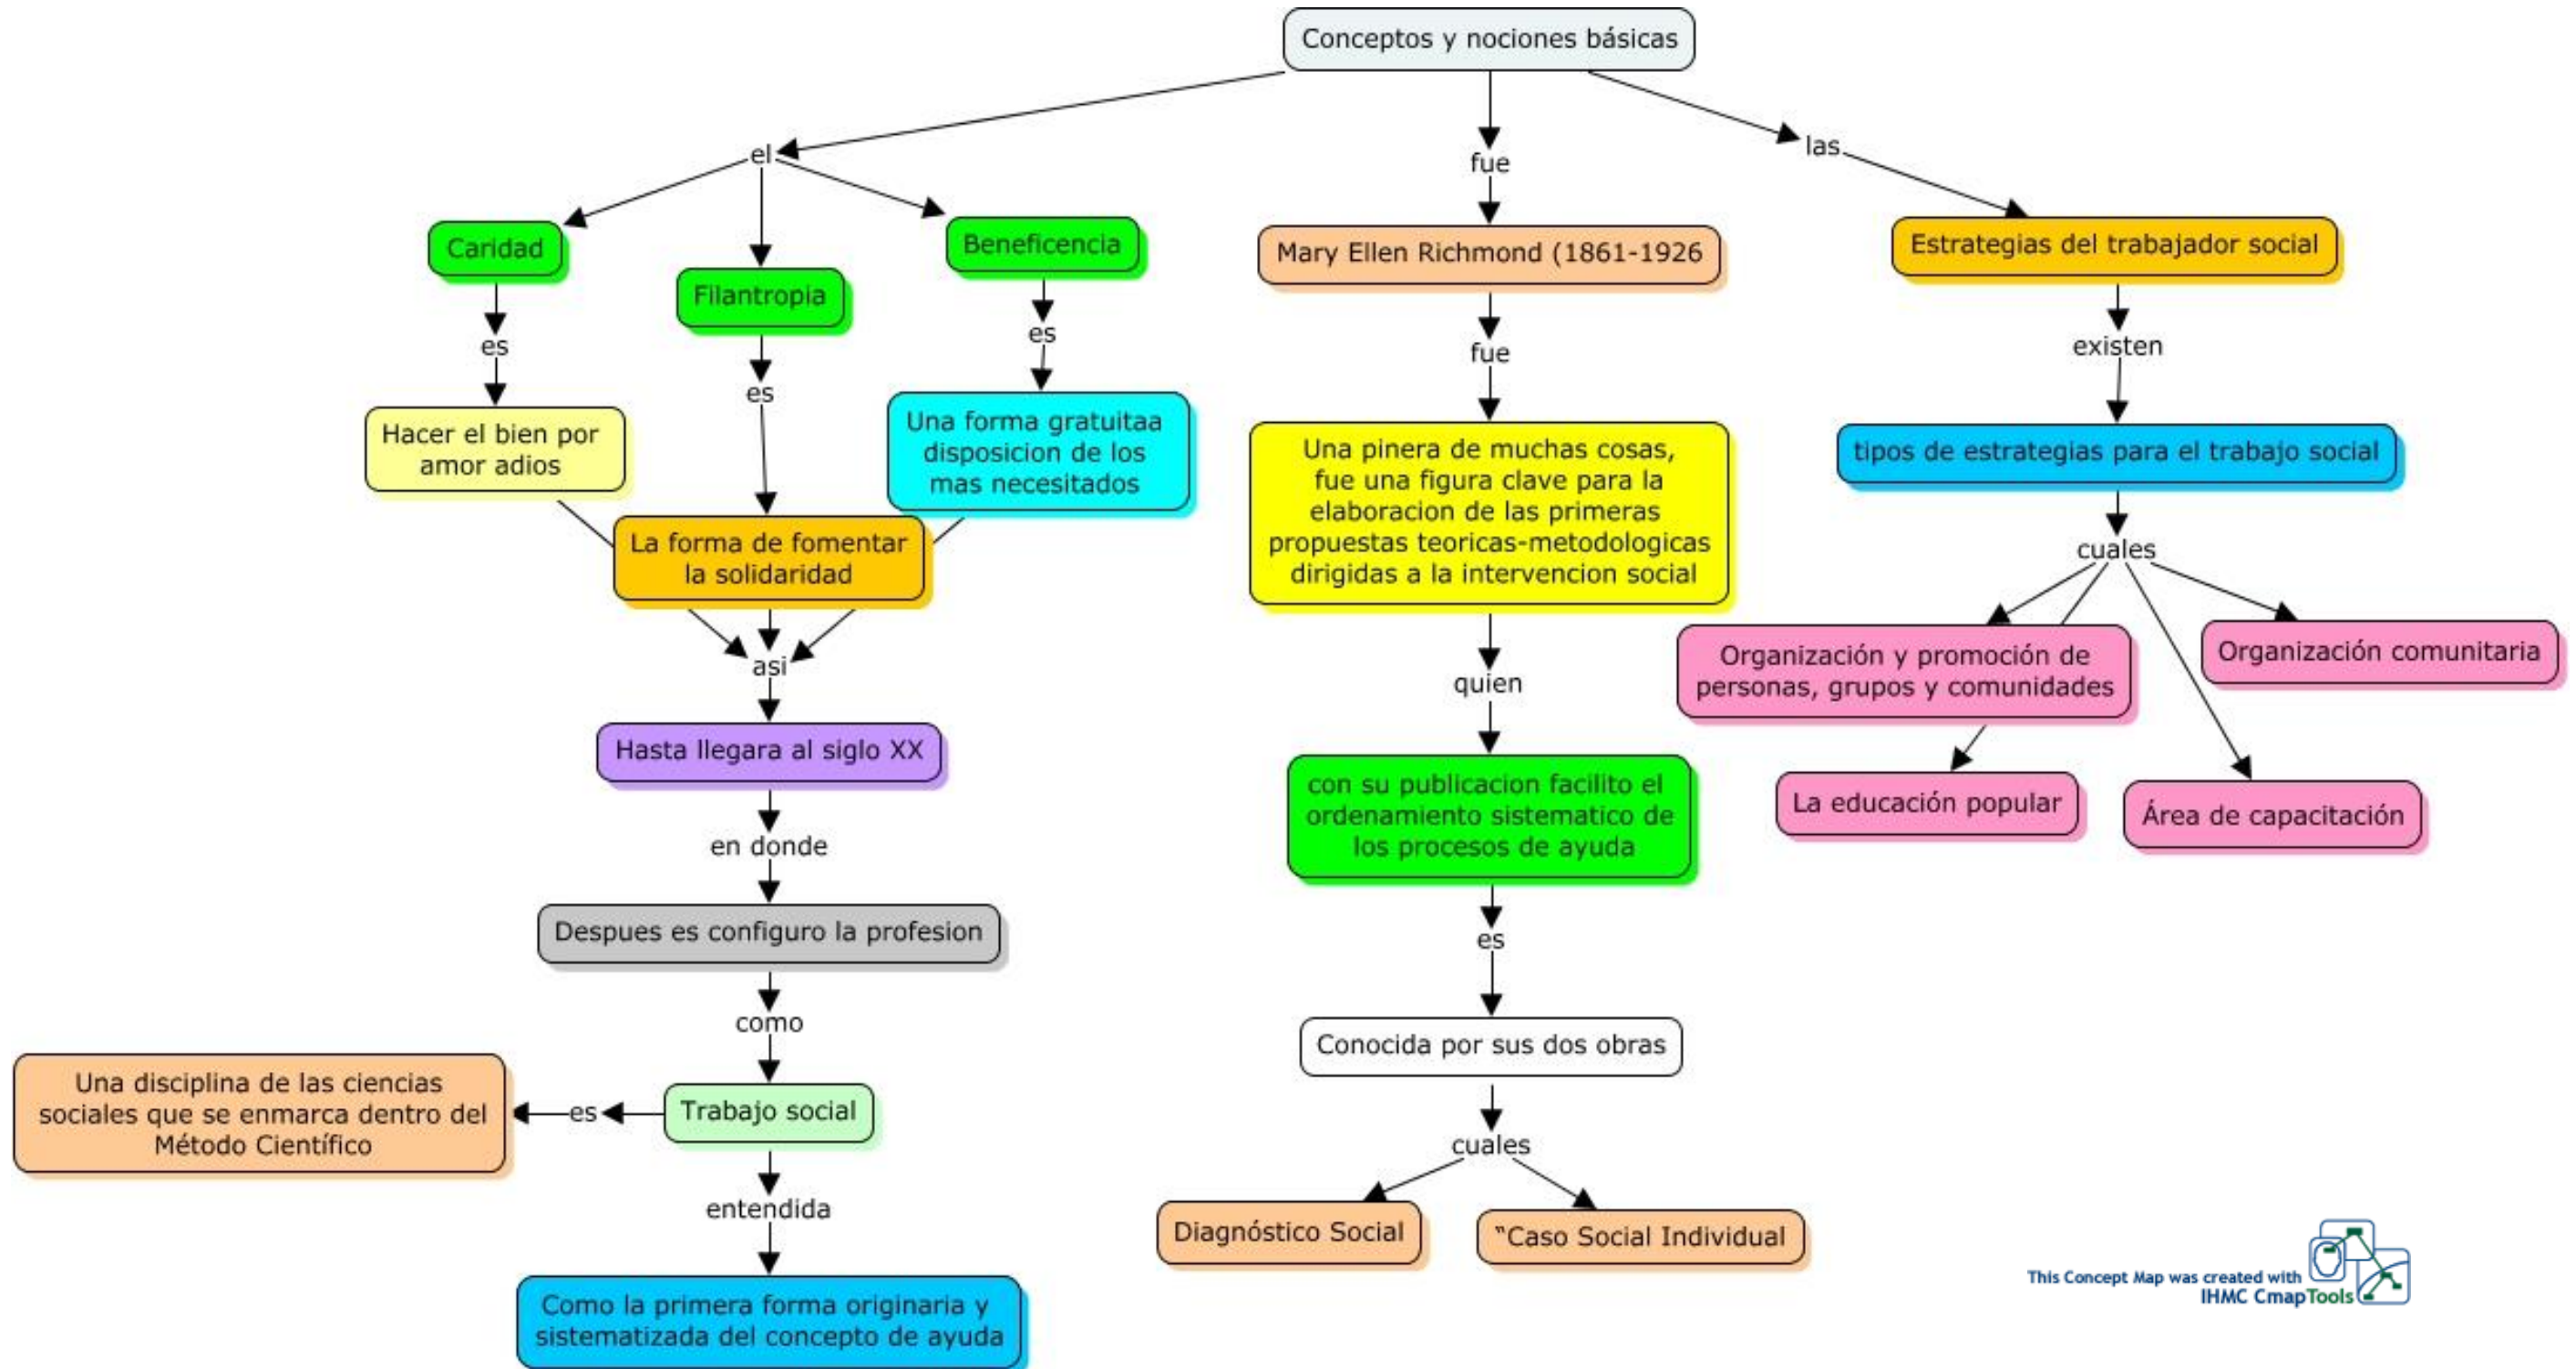 Conceptos y nociones básicas
el
fue
las
Caridad
Filantropia
Beneficencia
Mary Ellen Richmond (1861-1926
Estrategias del trabajador social
es
es
es
fue
existen
Hacer el bien por
amor adios
La forma de fomentar
la solidaridad
Una forma gratuitaa
disposicion de los
mas necesitados
Una pinera de muchas cosas,
fue una figura clave para la
elaboracion de las primeras
propuestas teoricas-metodologicas
dirigidas a la intervencion social
tipos de estrategias para el trabajo social
asi
quien
cuales
Hasta llegara al siglo XX
con su publicacion facilito el
ordenamiento sistematico de
los procesos de ayuda
Organización y promoción de
personas, grupos y comunidades
Organización comunitaria
La educación popular
Área de capacitación
en donde
Despues es configuro la profesion
es
como
Conocida por sus dos obras
Una disciplina de las ciencias
sociales que se enmarca dentro del
Método Científico
es
Trabajo social
cuales
entendida
Diagnóstico Social
“Caso Social Individual
Como la primera forma originaria y
sistematizada del concepto de ayuda
This Concept Map was created with
IHMC CmapTools